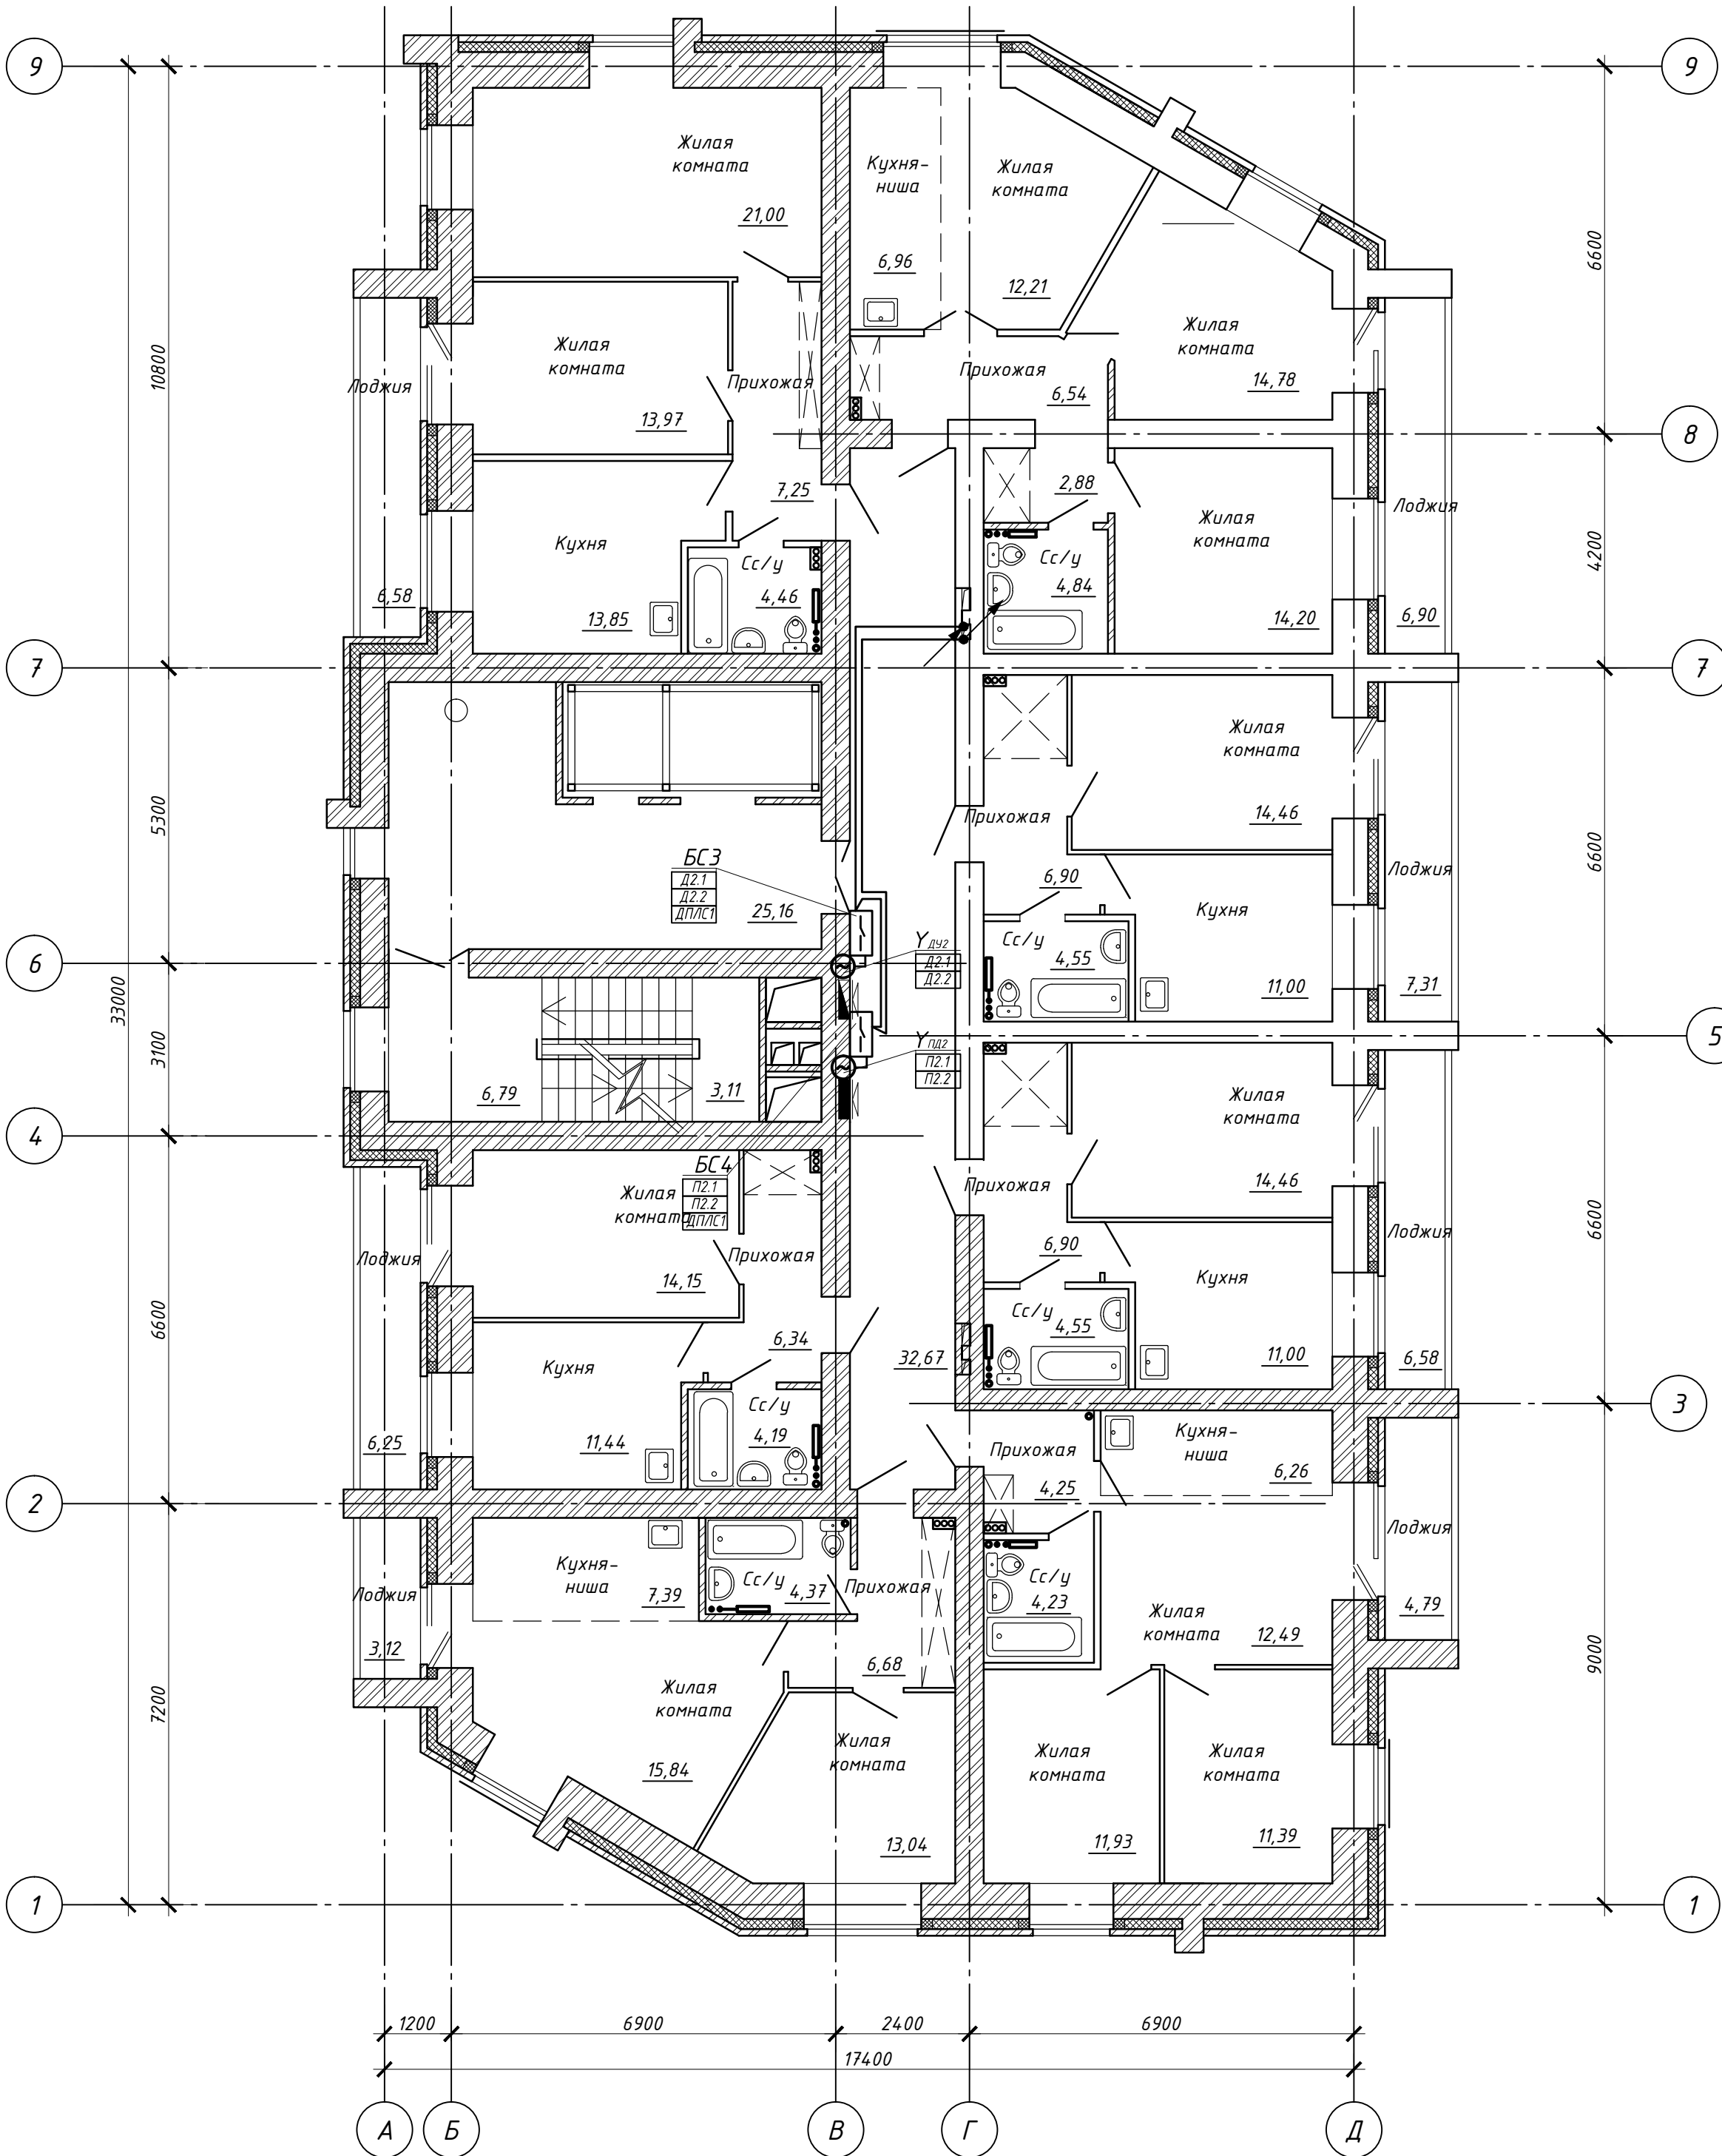 9
9
Жилая
комната
21,00
Кухня-
ниша
6,96
Жилая
комната
12,21
6600
10800
Лоджия
Жилая
комната
13,97
Прихожая
Прихожая
6,54
Жилая
комната
14,78
8
7,25
2,88
Жилая
комната
14,20
Лоджия
6,90
4200
6,58
Кухня
13,85
Сс/у
4,46
Сс/у
4,84
7
7
5300
33000
БС3
Д2.1
Д2.2
ДПЛС1
25,16
Прихожая
Жилая
комната
14,46
6,90
Кухня
11,00
Сс/у
4,55
Лоджия
7,31
6600
6
Y ДУ2
Д2.1
Д2.2
5
3100
6,79
3,11
Y ПД2
П2.1
П2.2
4
БС4
П2.1
П2.2
ДПЛС1
Жилая
комната
14,15
Прихожая
Прихожая
Жилая
комната
14,46
6600
Лоджия
6,25
6600
6,34
Кухня
11,44
Сс/у
4,19
32,67
6,90
Сс/у
4,55
Кухня
11,00
Лоджия
6,58
3
2
Прихожая
4,25
Кухня-
ниша
6,26
Лоджия
4,79
Лоджия
3,12
Кухня-
ниша
7,39
Сс/у
4,37
Прихожая
6,68
Сс/у
4,23
Жилая
комната
12,49
9000
7200
Жилая
комната
15,84
Жилая
комната
13,04
Жилая
комната
11,93
Жилая
комната
11,39
1
1
1200
6900
2400
6900
17400
А
Б
В
Г
Д